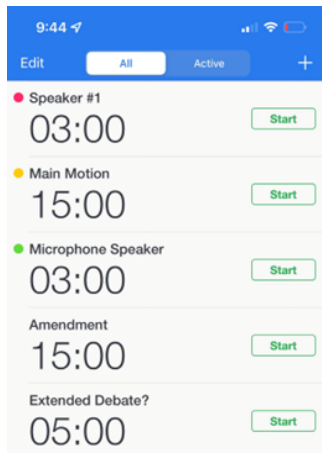 9:44
Edit All Active +
Speaker #1
03:00 Start
Main Motion
15:00 Start
Microphone Speaker
03:00 Start
Amendment
15:00 Start
Extended Debate?
05:00 Start